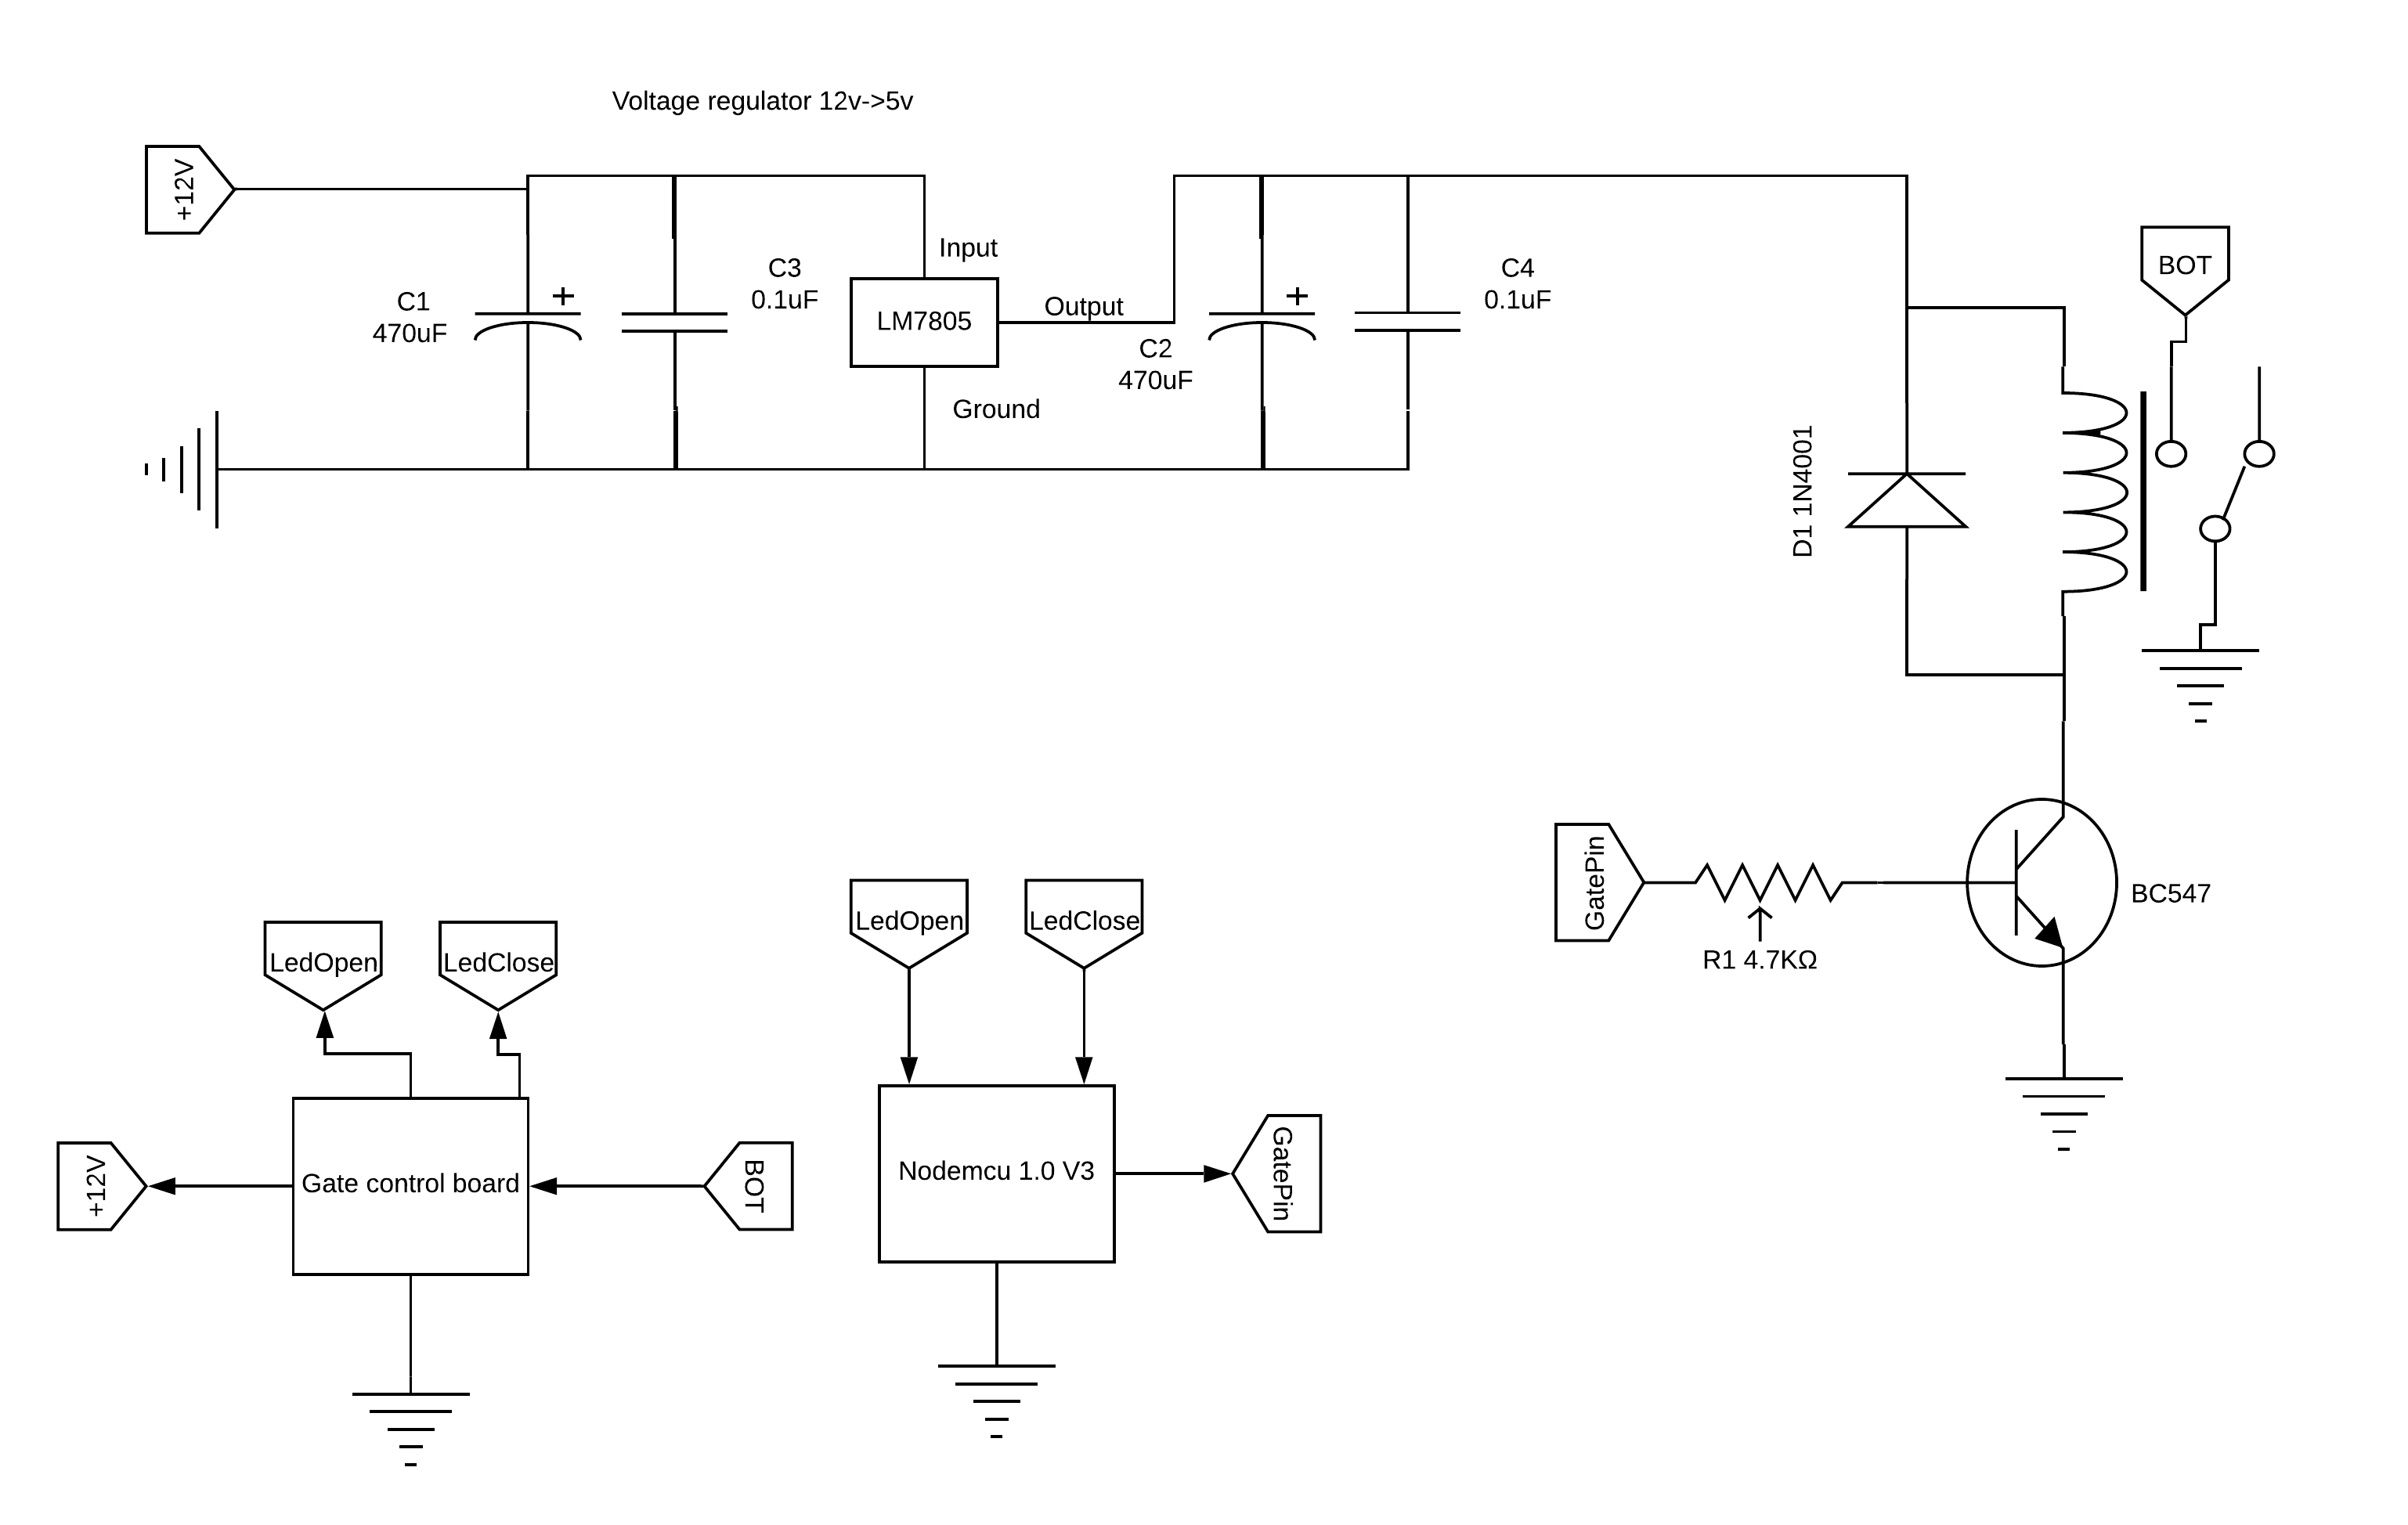 Voltage regulator 12v->5v
+12V
C1
470uF
+
C3
0.1uF
Input
LM7805
Output
Ground
C2
470uF
+
C4
0.1uF
BOT
D1 1N4001
GatePin
R1 4.7KΩ
BC547
LedOpen
LedClose
Gate control board
+12V
BOT
LedOpen
LedClose
Nodemcu 1.0 V3
GatePin